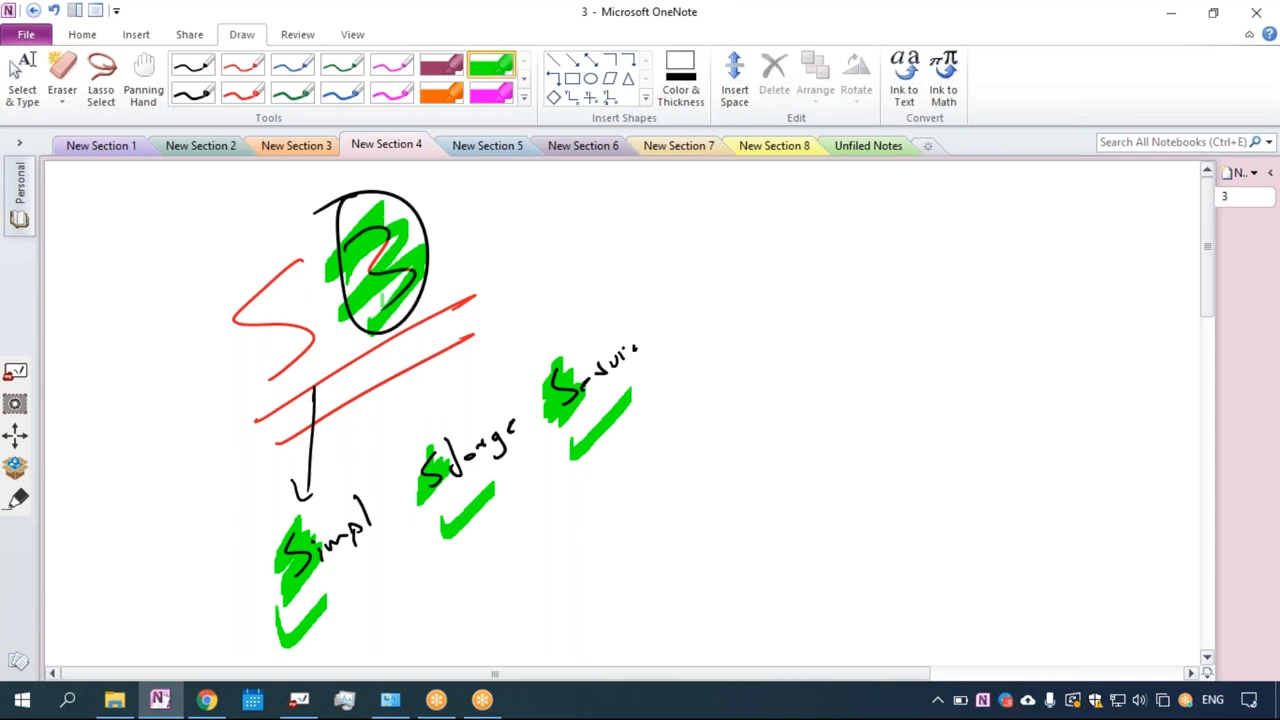 3 - Microsoft OneNote
File Home Insert Share Draw Review View
Select & Type
Eraser
Lasso Select
Panning Hand
Color & Thickness
Insert Space
Delete
Arrange
Rotate
Ink to Text
Ink to Math
Tools
Insert Shapes
Edit
Convert
New Section 1 New Section 2 New Section 3 New Section 4 New Section 5 New Section 6 New Section 7 New Section 8 Unfiled Notes
Search All Notebooks (Ctrl+E)
N..
3
Personal
S 3
Simpl
ENG